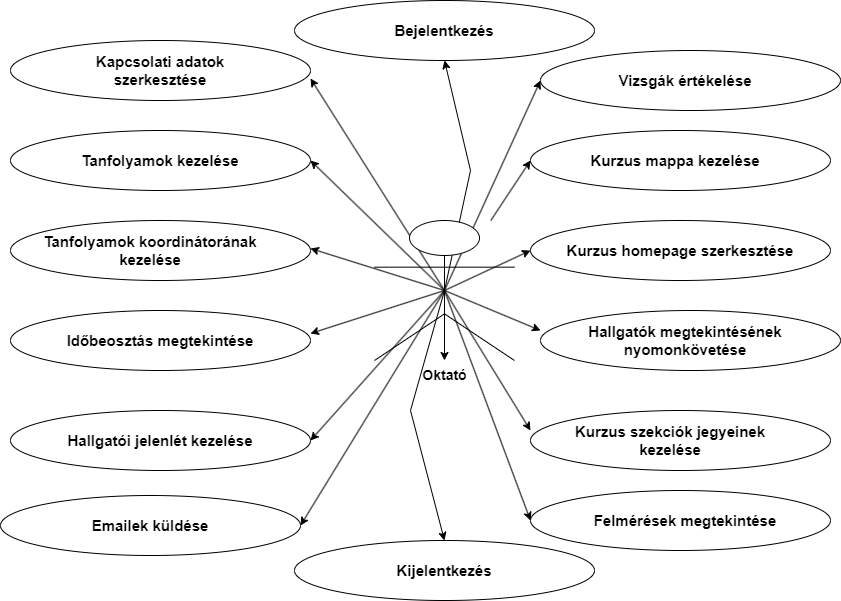 Bejelentkezés
Kapcsolati adatok
szerkesztése
Vizsgák értékelése
Tanfolyamok kezelése
Kurzus mappa kezelése
Tanfolyamok koordinátorának
kezelése
Kurzus homepage szerkesztése
Időbeosztás megtekintése
Hallgatók megtekintésének
nyomonkövetése
Oktató
Hallgatói jelenlét kezelése
Kurzus szekciók jegyeinek
kezelése
Emailek küldése
Felmérések megtekintése
Kijelentkezés